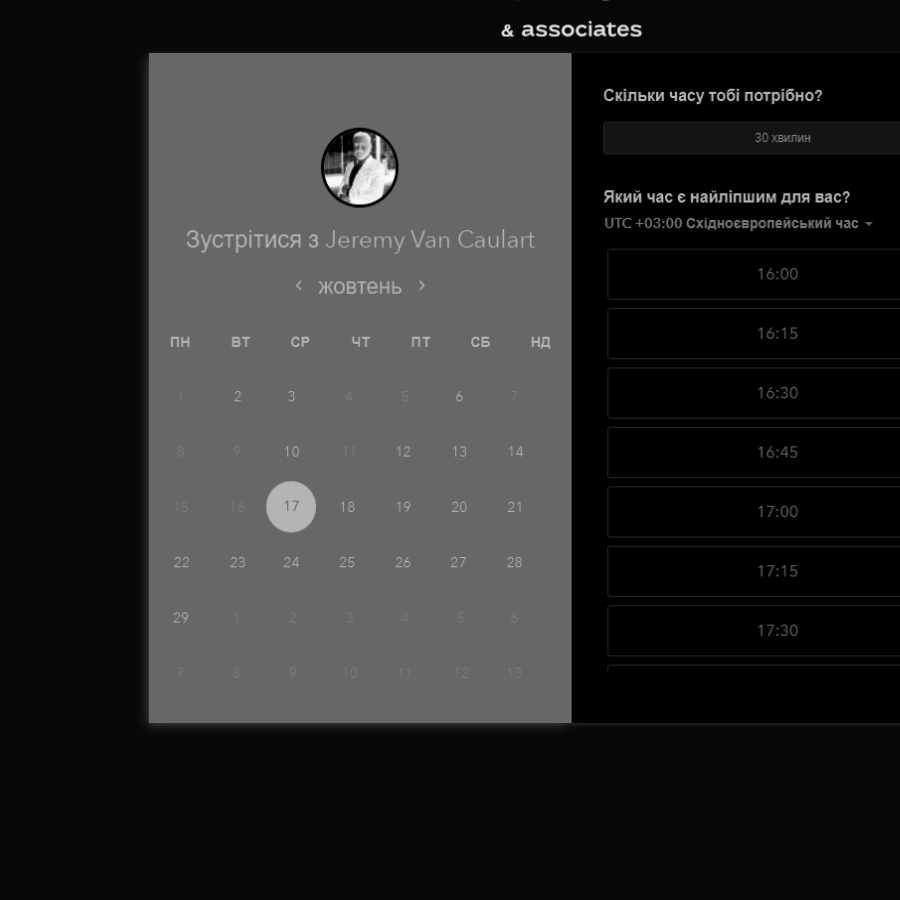 & associates
Зустрітися з Jeremy Van Caulart
жовтень
ПН ВТ СР ЧТ ПТ СБ НД
1 2 3 4 5 6 7
8 9 10 11 12 13 14
15 16 17 18 19 20 21
22 23 24 25 26 27 28
29 1 2 3 4 5 6
7 8 9 10 11 12 13
Скільки часу тобі потрібно?
30 хвилин
Який час є найліпшим для вас?
UTC +03:00 Східноєвропейський час
16:00
16:15
16:30
16:45
17:00
17:15
17:30